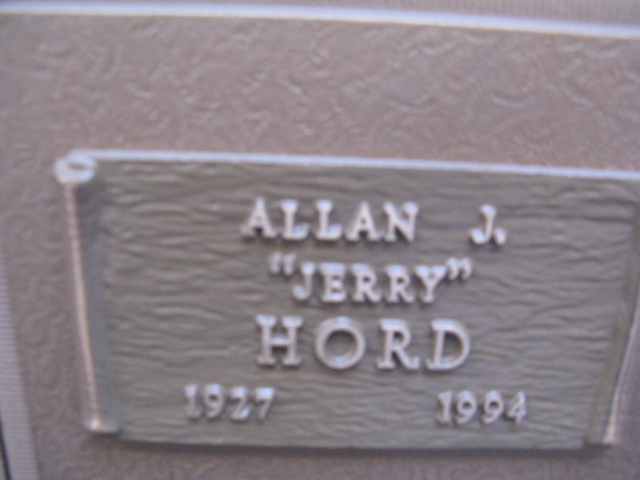 ALLAN J.
"JERRY"
HORD
1927 1994